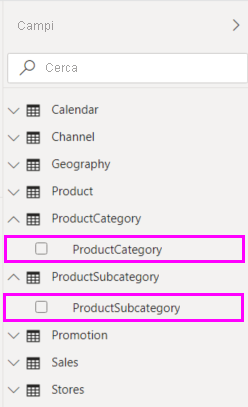 Campi
Cerca
Calendar
Channel
Geography
Product
ProductCategory
ProductCategory
ProductSubcategory
ProductSubcategory
Promotion
Sales
Stores